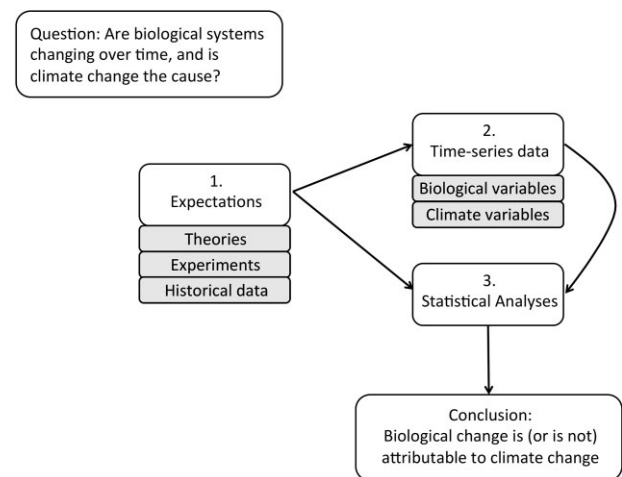 Question: Are biological systems
changing over time, and is
climate change the cause?
1.
Expectations
Theories
Experiments
Historical data
2.
Time-series data
Biological variables
Climate variables
3.
Statistical Analyses
Conclusion:
Biological change is (or is not)
attributable to climate change